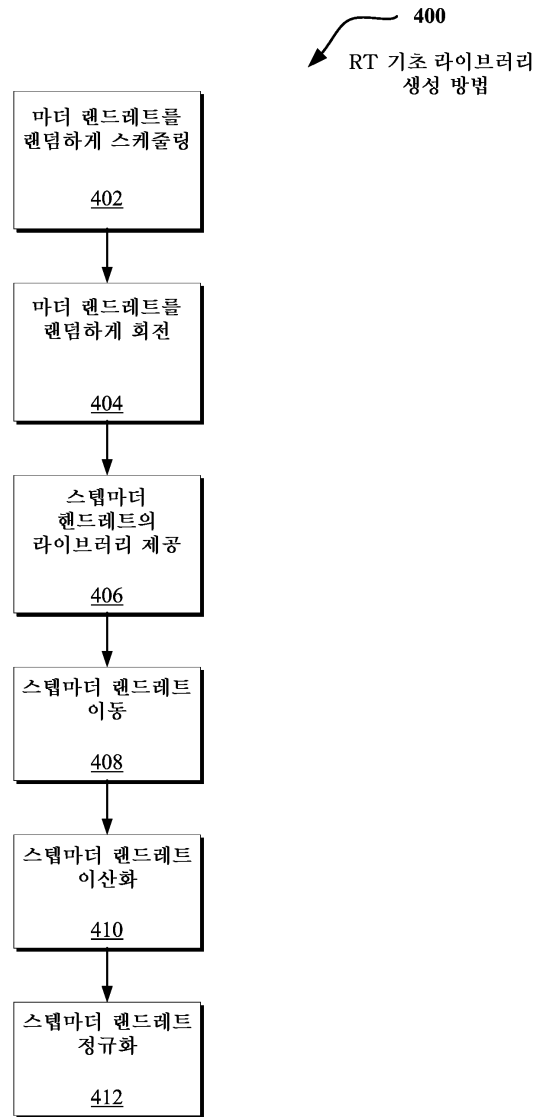 400
RT 기초 라이브러리
생성 방법
마더 랜드레트를
랜덤하게 스케줄링
402
마더 랜드레트를
랜덤하게 회전
404
스텝마더
핸드레트의
라이브러리 제공
406
스텝마더 랜드레트
이동
408
스텝마더 랜드레트
이산화
410
스텝마더 랜드레트
정규화
412